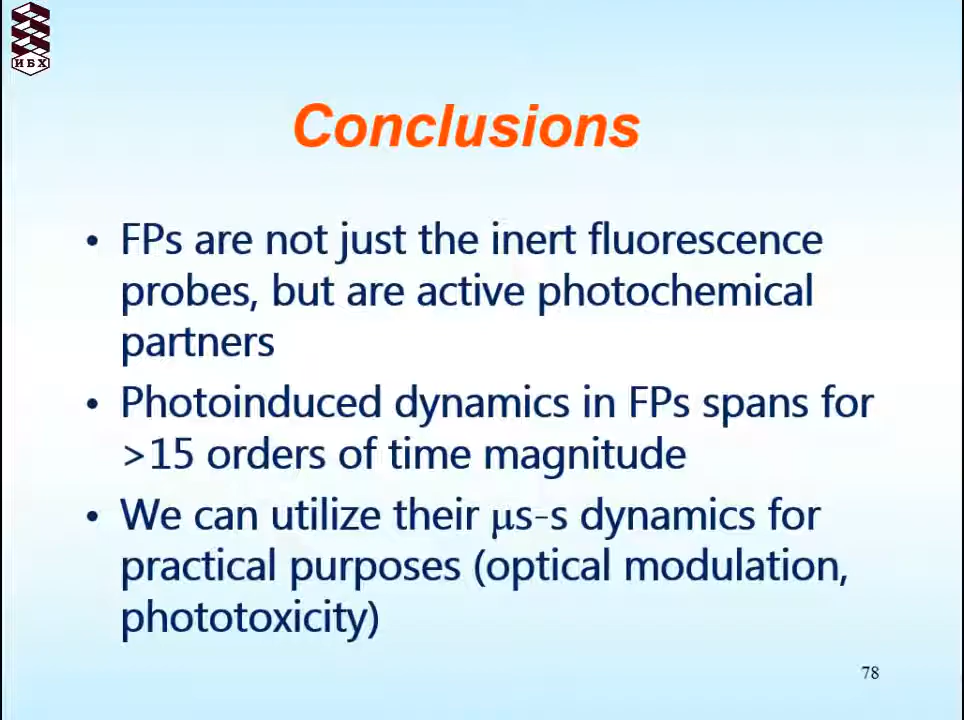 ИБХ
Conclusions
• FPs are not just the inert fluorescence
probes, but are active photochemical
partners
• Photoinduced dynamics in FPs spans for
>15 orders of time magnitude
• We can utilize their μs-s dynamics for
practical purposes (optical modulation,
phototoxicity)
78